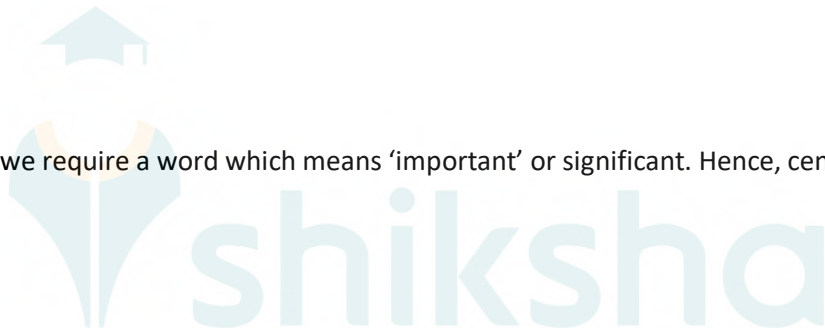 we require a word which means ‘important’ or significant. Hence, cen
shiksha